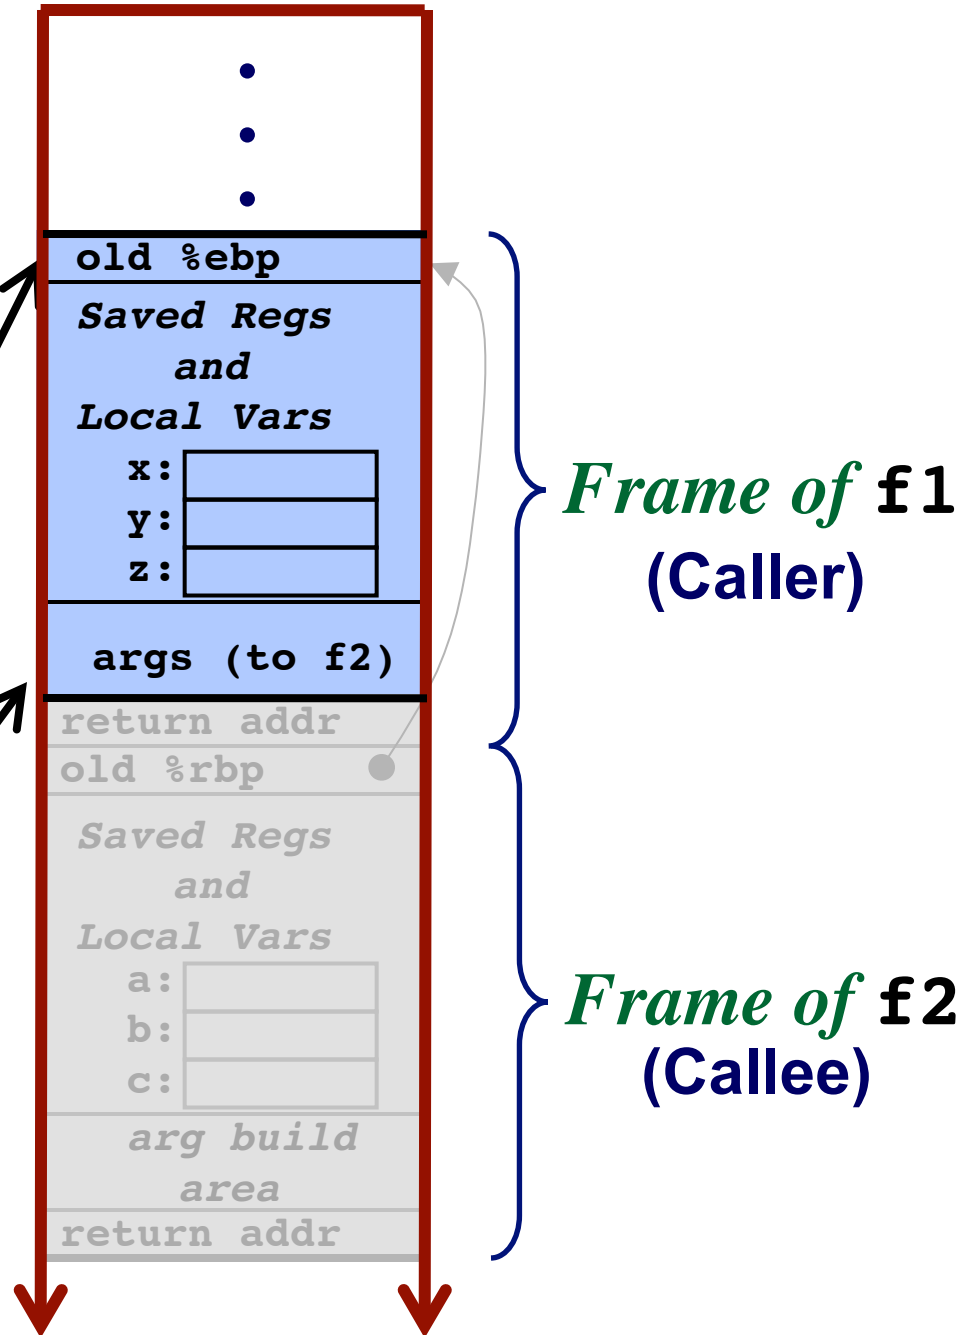 old %ebp
Saved Regs
and
Local Vars
x:
y:
z:
Frame of f1
(Caller)
args (to f2)
return addr
old %rbp
Saved Regs
and
Local Vars
a:
b:
c:
Frame of f2
(Callee)
arg build
area
return addr